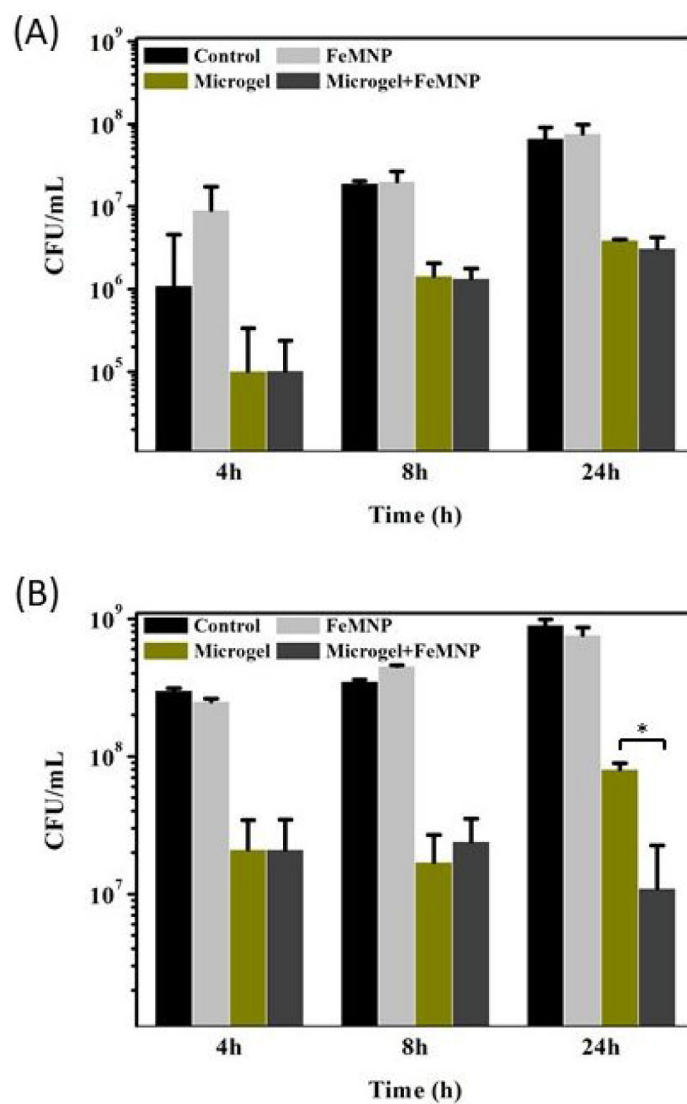 (A)
10⁹
Control FeMNP
Microgel Microgel+FeMNP
10⁸
10⁷
10⁶
10⁵
CFU/mL
4h 8h 24h
Time (h)
(B)
10⁹
Control FeMNP
Microgel Microgel+FeMNP
*
10⁸
10⁷
CFU/mL
4h 8h 24h
Time (h)